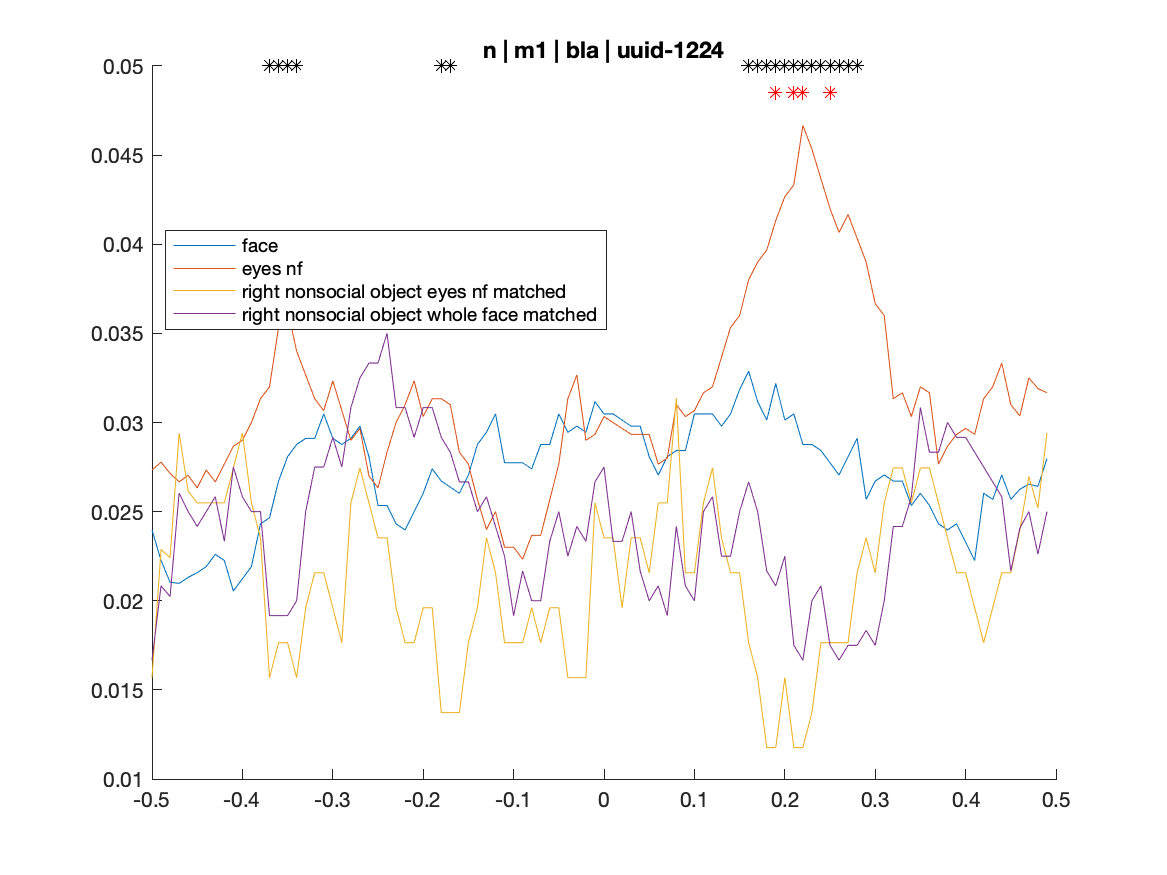 n | m1 | bla | uuid-1224
0.05
0.045
0.04
0.035
0.03
0.025
0.02
0.015
0.01
face
eyes nf
right nonsocial object eyes nf matched
right nonsocial object whole face matched
-0.5 -0.4 -0.3 -0.2 -0.1 0 0.1 0.2 0.3 0.4 0.5